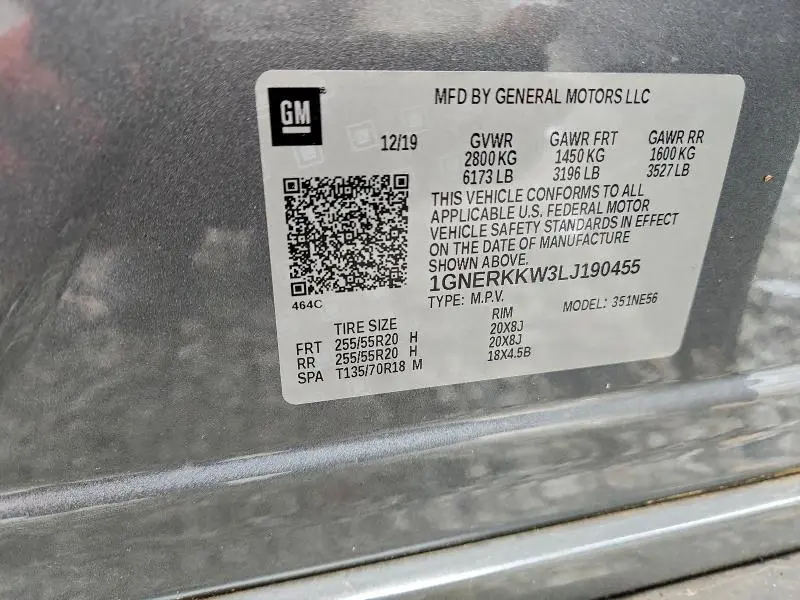 GM
MFD BY GENERAL MOTORS LLC
12/19 GVWR GAWR FRT GAWR RR
2800 KG 1450 KG 1600 KG
6173 LB 3196 LB 3527 LB
THIS VEHICLE CONFORMS TO ALL
APPLICABLE U.S. FEDERAL MOTOR
VEHICLE SAFETY STANDARDS IN EFFECT
ON THE DATE OF MANUFACTURE
SHOWN ABOVE.
1GNERKKW3LJ190455
464C
TYPE: M.P.V. MODEL: 351NE56
TIRE SIZE RIM
FRT 255/55R20 H 20X8J
RR 255/55R20 H 20X8J
SPA T135/70R18 M 18X4.5B